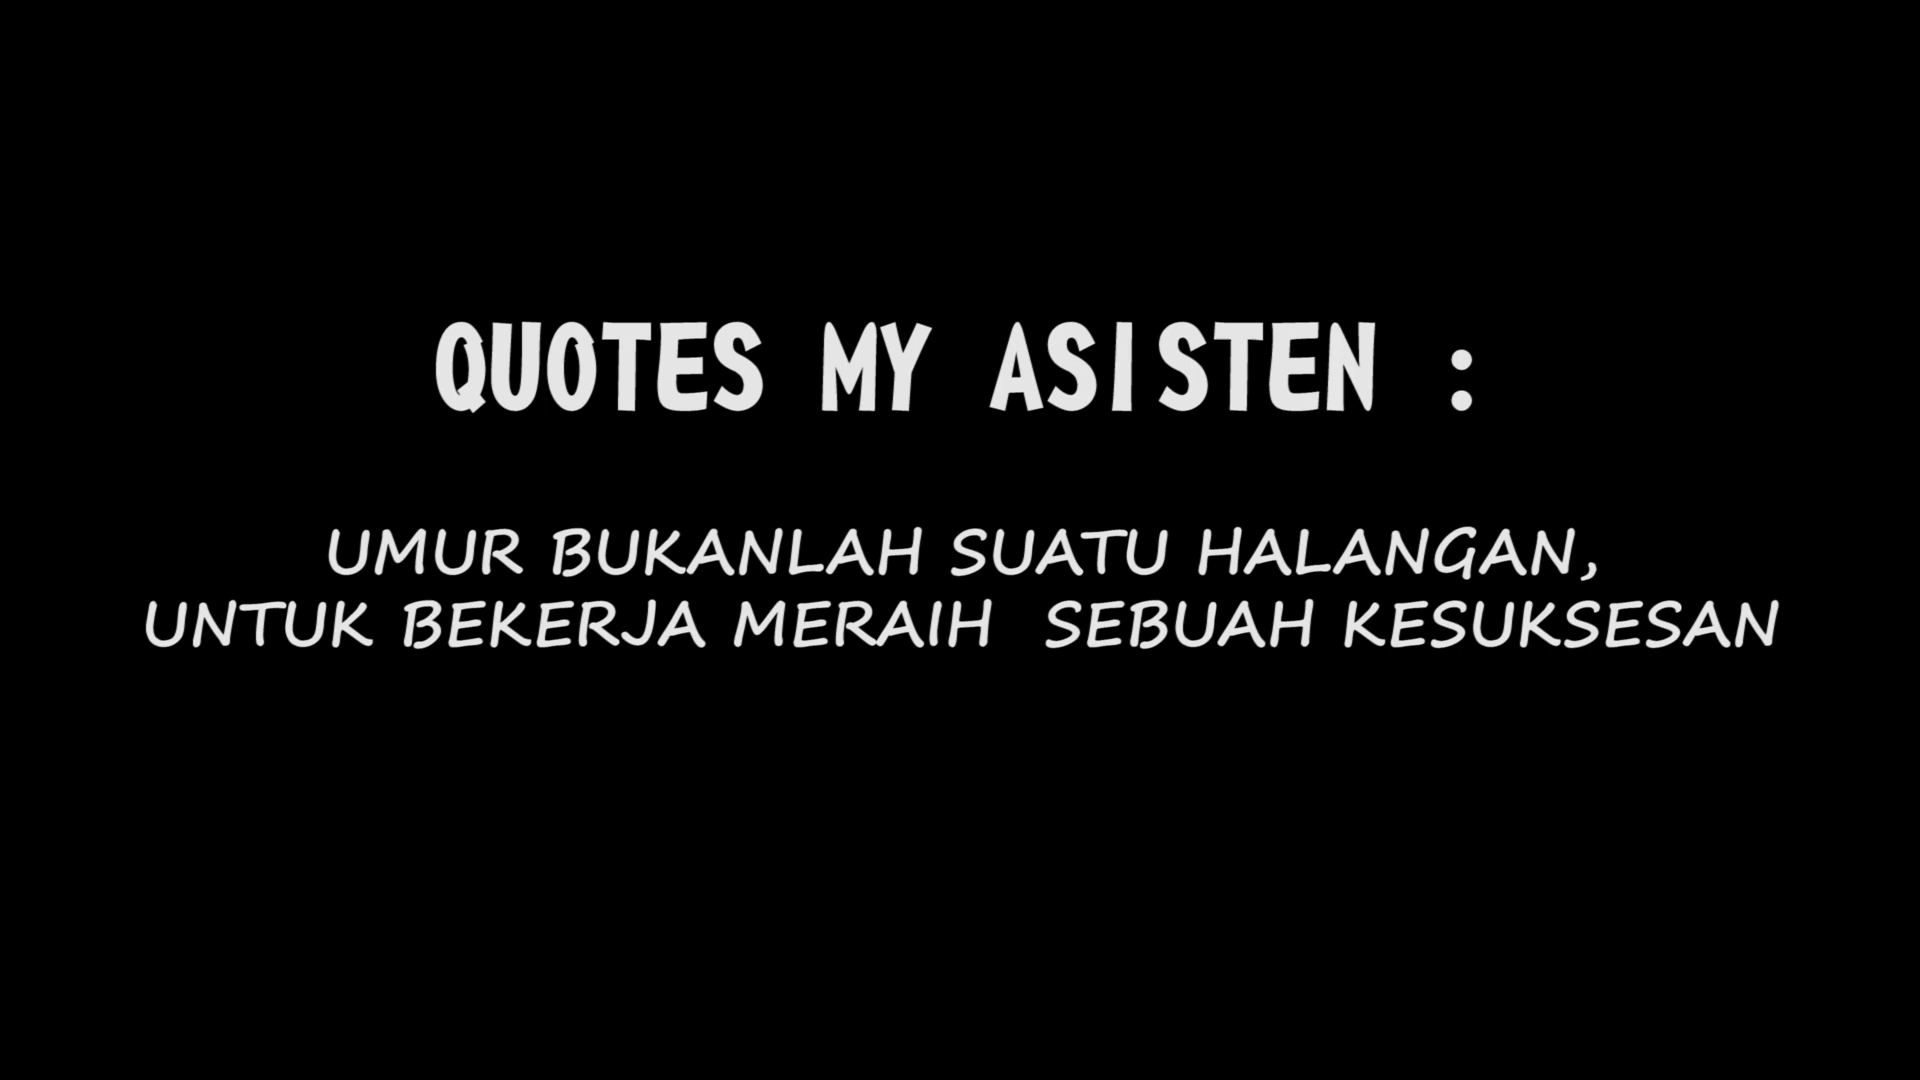 QUOTES MY ASISTEN :
UMUR BUKANLAH SUATU HALANGAN,
UNTUK BEKERJA MERAIH SEBUAH KESUKSESAN